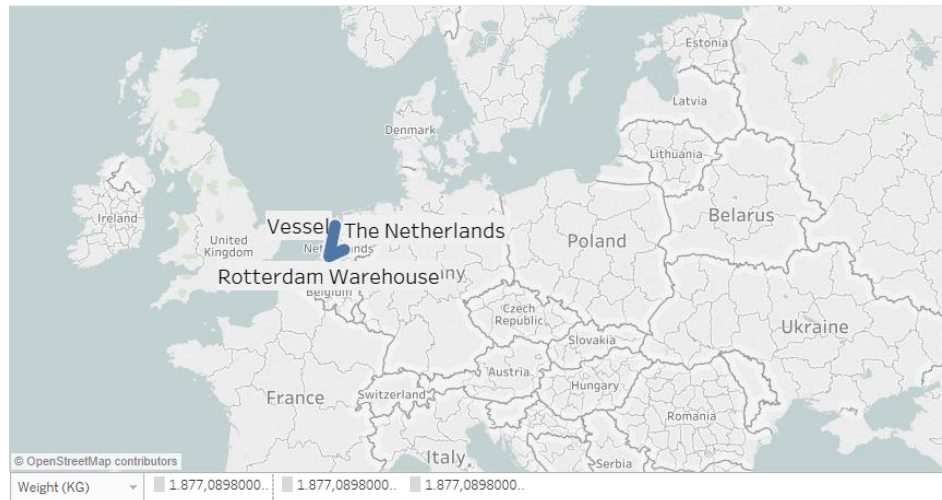 Estonia
Latvia
Denmark
Lithuania
Ireland
Belarus
Vessel
The Netherlands
United
Kingdom
Poland
Rotterdam Warehouse
Belgium
Czech
Republic
Ukraine
Slovakia
Austria
Hungary
France
Switzerland
Romania
Italy
Serbia
© OpenStreetMap contributors
Weight (KG)
1.877,0898000..
1.877,0898000..
1.877,0898000..